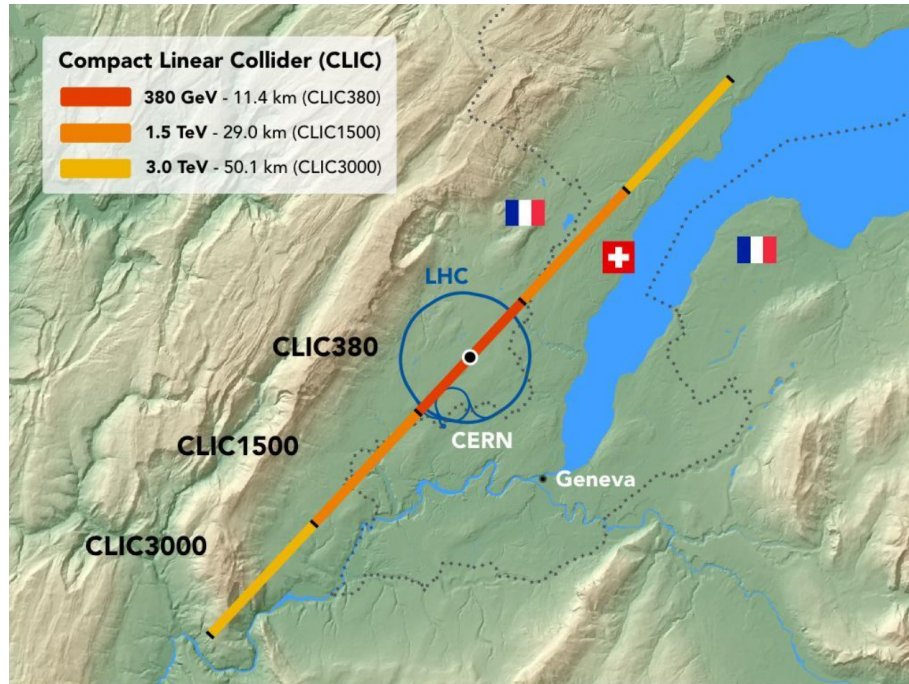 Compact Linear Collider (CLIC)
380 GeV - 11.4 km (CLIC380)
1.5 TeV - 29.0 km (CLIC1500)
3.0 TeV - 50.1 km (CLIC3000)
LHC
CLIC380
CLIC1500
CERN
Geneva
CLIC3000